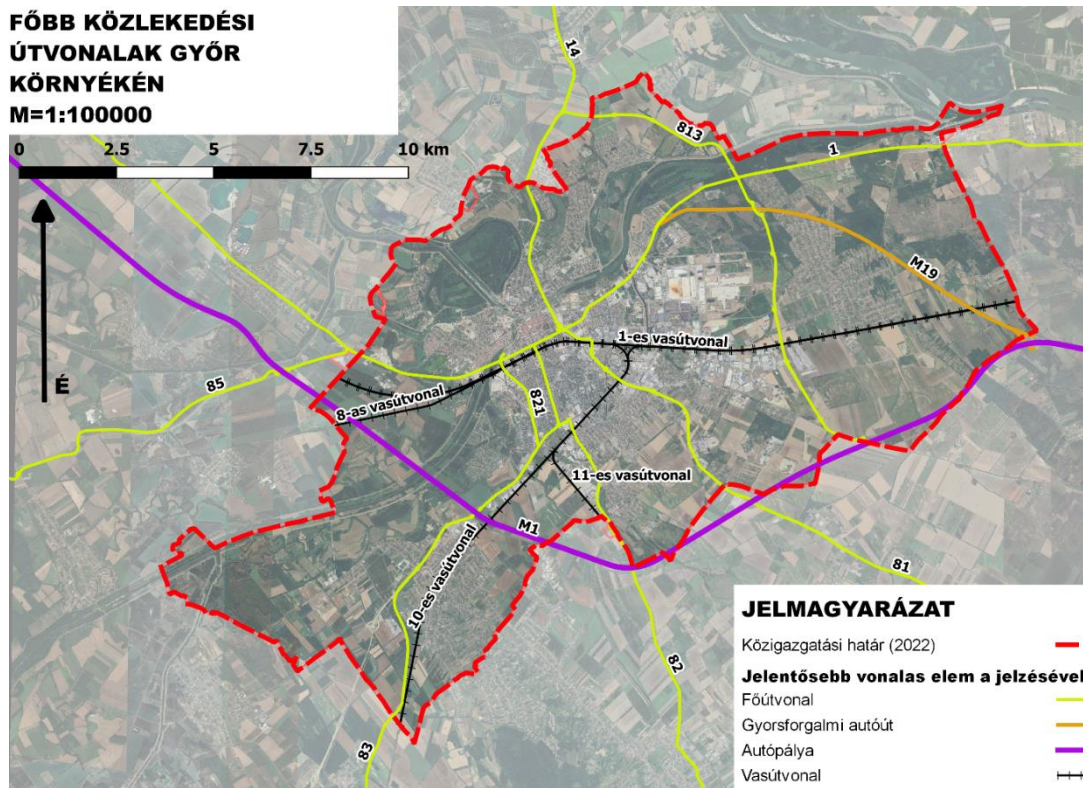 FŐBB KÖZLEKEDÉSI
ÚTVONALAK GYŐR
KÖRNYÉKÉN
M=1:100000
0 2.5 5 7.5 10 km
É
14
813
1
M19
1-es vasútvonal
8-as vasútvonal
85
821
11-es vasútvonal
M1
10-es vasútvonal
81
82
83
JELMAGYARÁZAT
Közigazgatási határ (2022)
Jelentősebb vonalas elem a jelzésével
Főútvonal
Gyorsforgalmi autóút
Autópálya
Vasútvonal